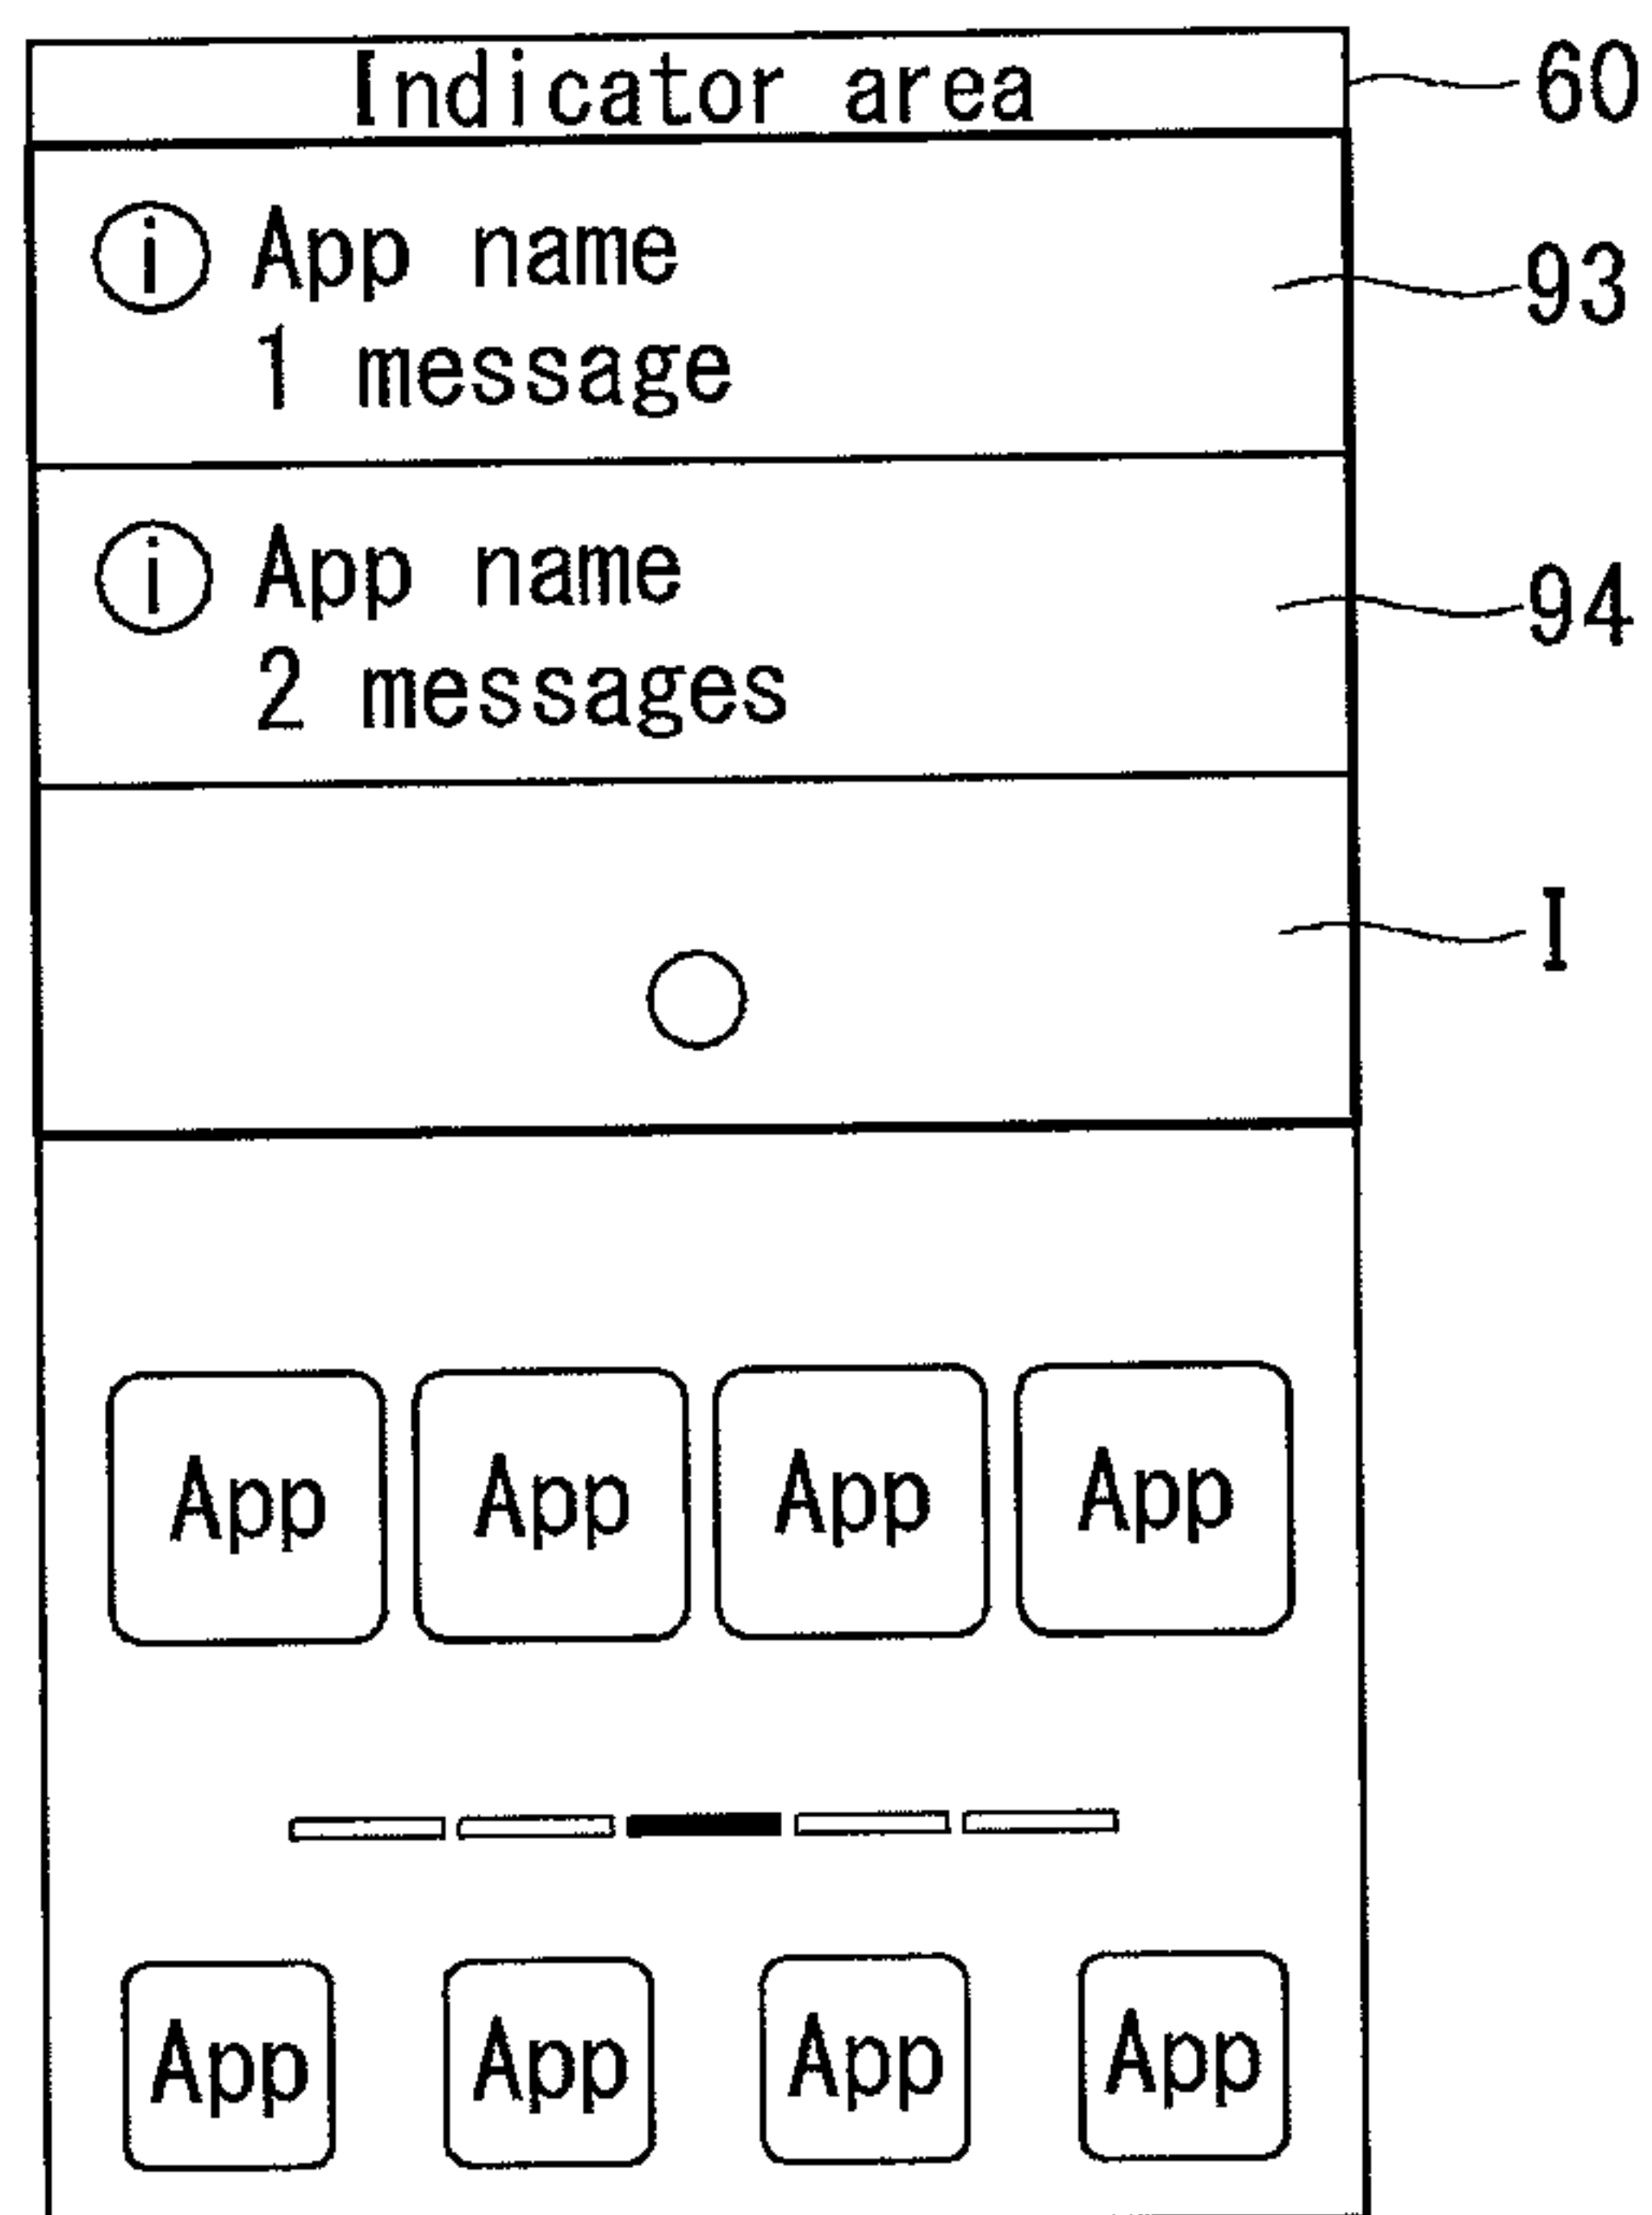 Indicator area 60
i App name 93
1 message
i App name 94
2 messages
I
App App App App
App App App App